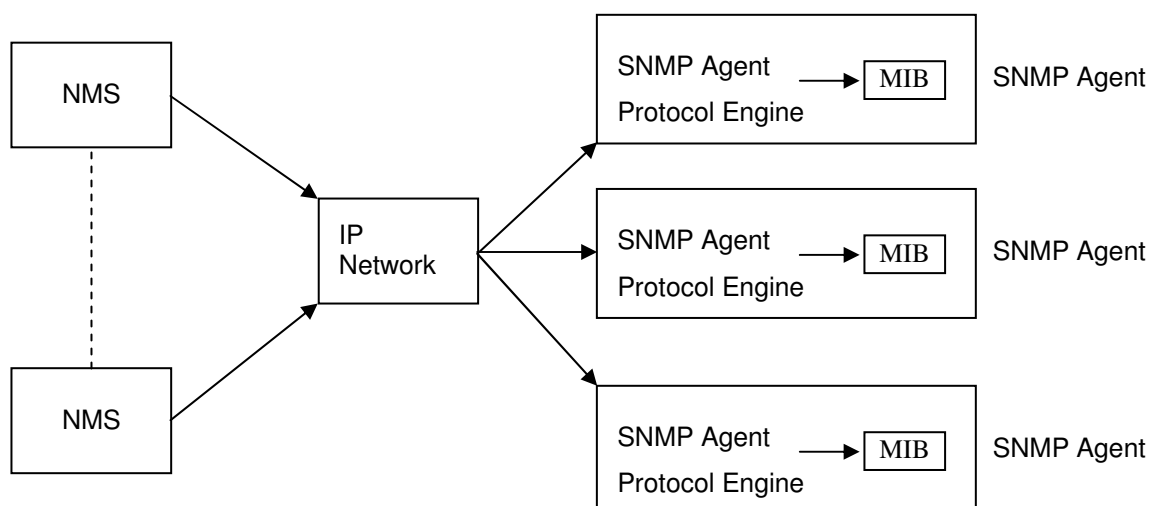 NMS
IP
Network
NMS
SNMP Agent
Protocol Engine
MIB
SNMP Agent
SNMP Agent
Protocol Engine
MIB
SNMP Agent
SNMP Agent
Protocol Engine
MIB
SNMP Agent